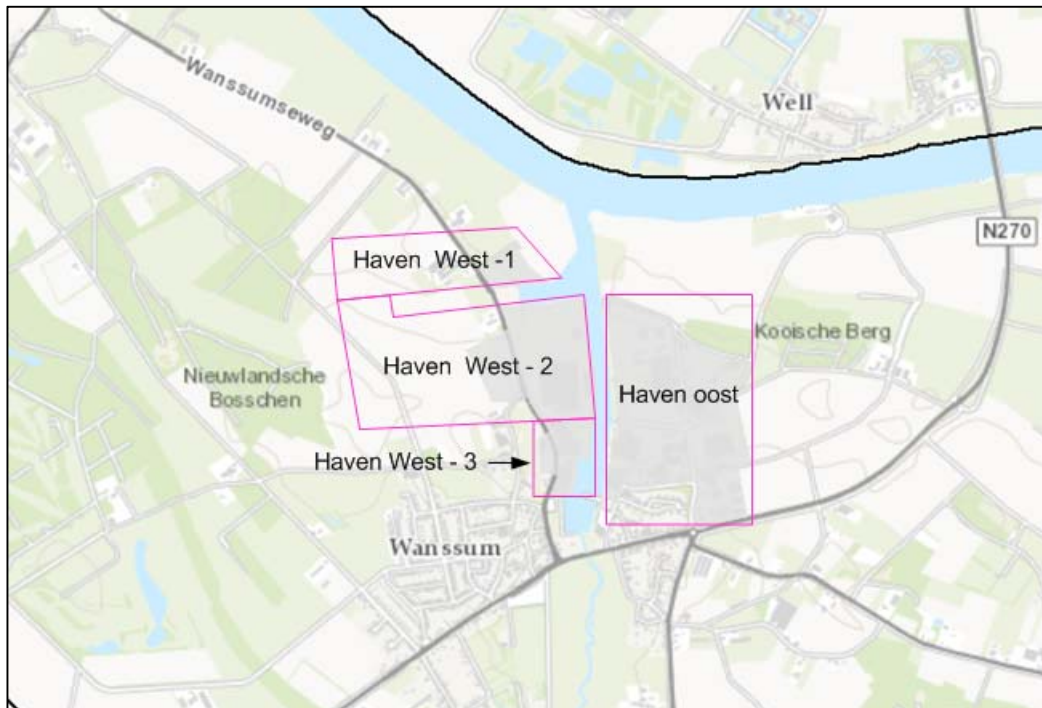 Wanssumseweg
Well
N270
Haven West -1
Kooische Berg
Haven West - 2
Nieuwlandsche
Bosschen
Haven oost
Haven West - 3
Wanssum